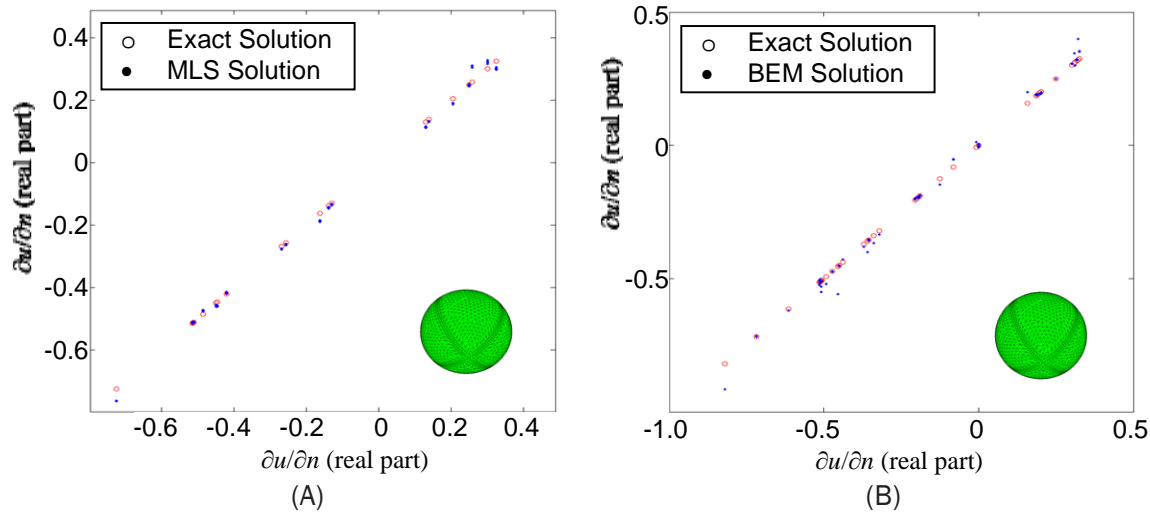 Exact Solution
MLS Solution
0.4
0.2
0
-0.2
-0.4
-0.6
∂u/∂n (real part)
-0.6 -0.4 -0.2 0 0.2 0.4
∂u/∂n (real part)
(A)
Exact Solution
BEM Solution
0.5
0
-0.5
∂u/∂n (real part)
-1.0 -0.5 0 0.5
∂u/∂n (real part)
(B)